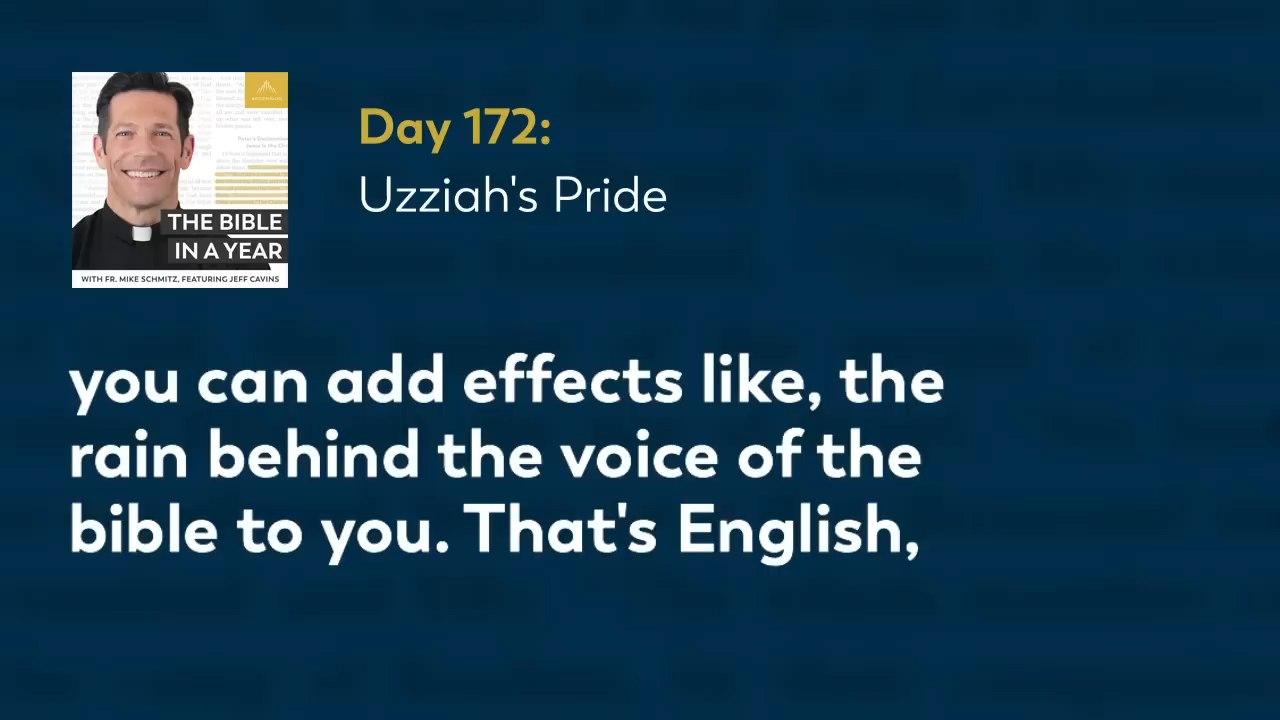 Day 172:
Uzziah's Pride
THE BIBLE
IN A YEAR
WITH FR. MIKE SCHMITZ, FEATURING JEFF CAVINS
you can add effects like, the
rain behind the voice of the
bible to you. That's English,